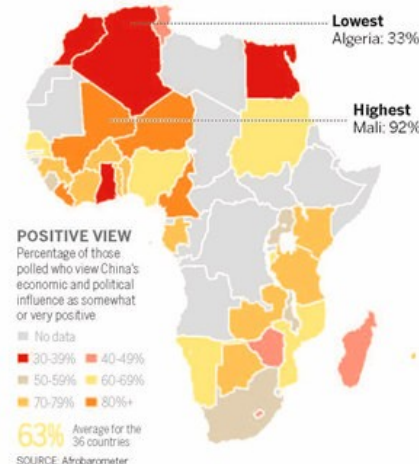 Lowest
Algeria: 33%
Highest
Mali: 92%
POSITIVE VIEW
Percentage of those
polled who view China's
economic and political
influence as somewhat
or very positive
No data
30-39% 40-49%
50-59% 60-69%
70-79% 80%+
63% Average for the
36 countries
SOURCE: Afrobarometer